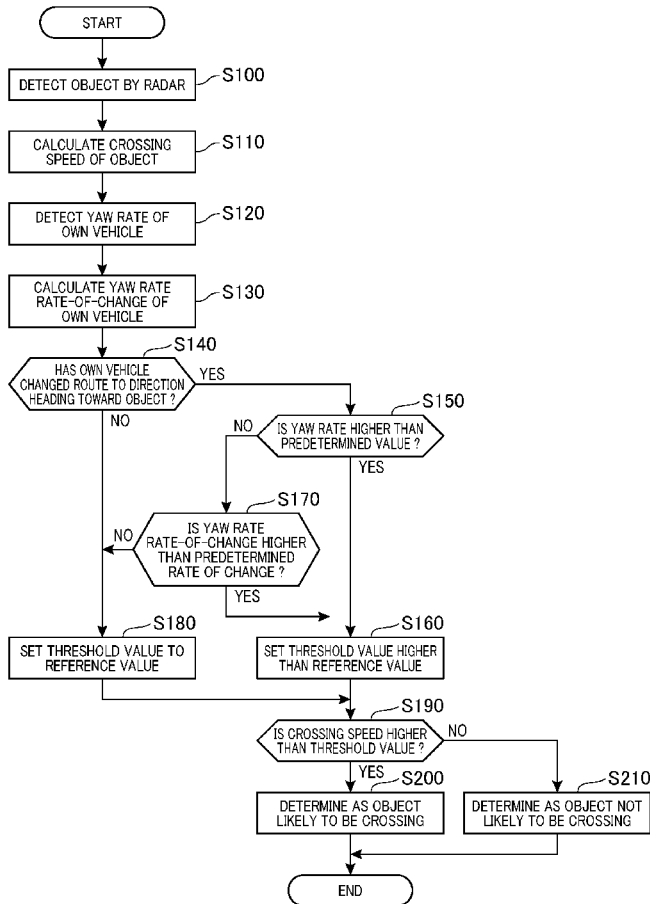 START
DETECT OBJECT BY RADAR
S100
CALCULATE CROSSING
SPEED OF OBJECT
S110
DETECT YAW RATE OF
OWN VEHICLE
S120
CALCULATE YAW RATE
RATE-OF-CHANGE OF
OWN VEHICLE
S130
HAS OWN VEHICLE
CHANGED ROUTE TO DIRECTION
HEADING TOWARD OBJECT ?
S140
YES
NO
IS YAW RATE HIGHER THAN
PREDETERMINED VALUE ?
S150
NO
YES
IS YAW RATE
RATE-OF-CHANGE HIGHER
THAN PREDETERMINED
RATE OF CHANGE ?
S170
NO
YES
SET THRESHOLD VALUE TO
REFERENCE VALUE
S180
SET THRESHOLD VALUE HIGHER
THAN REFERENCE VALUE
S160
IS CROSSING SPEED HIGHER
THAN THRESHOLD VALUE ?
S190
NO
YES
DETERMINE AS OBJECT
LIKELY TO BE CROSSING
S200
DETERMINE AS OBJECT NOT
LIKELY TO BE CROSSING
S210
END